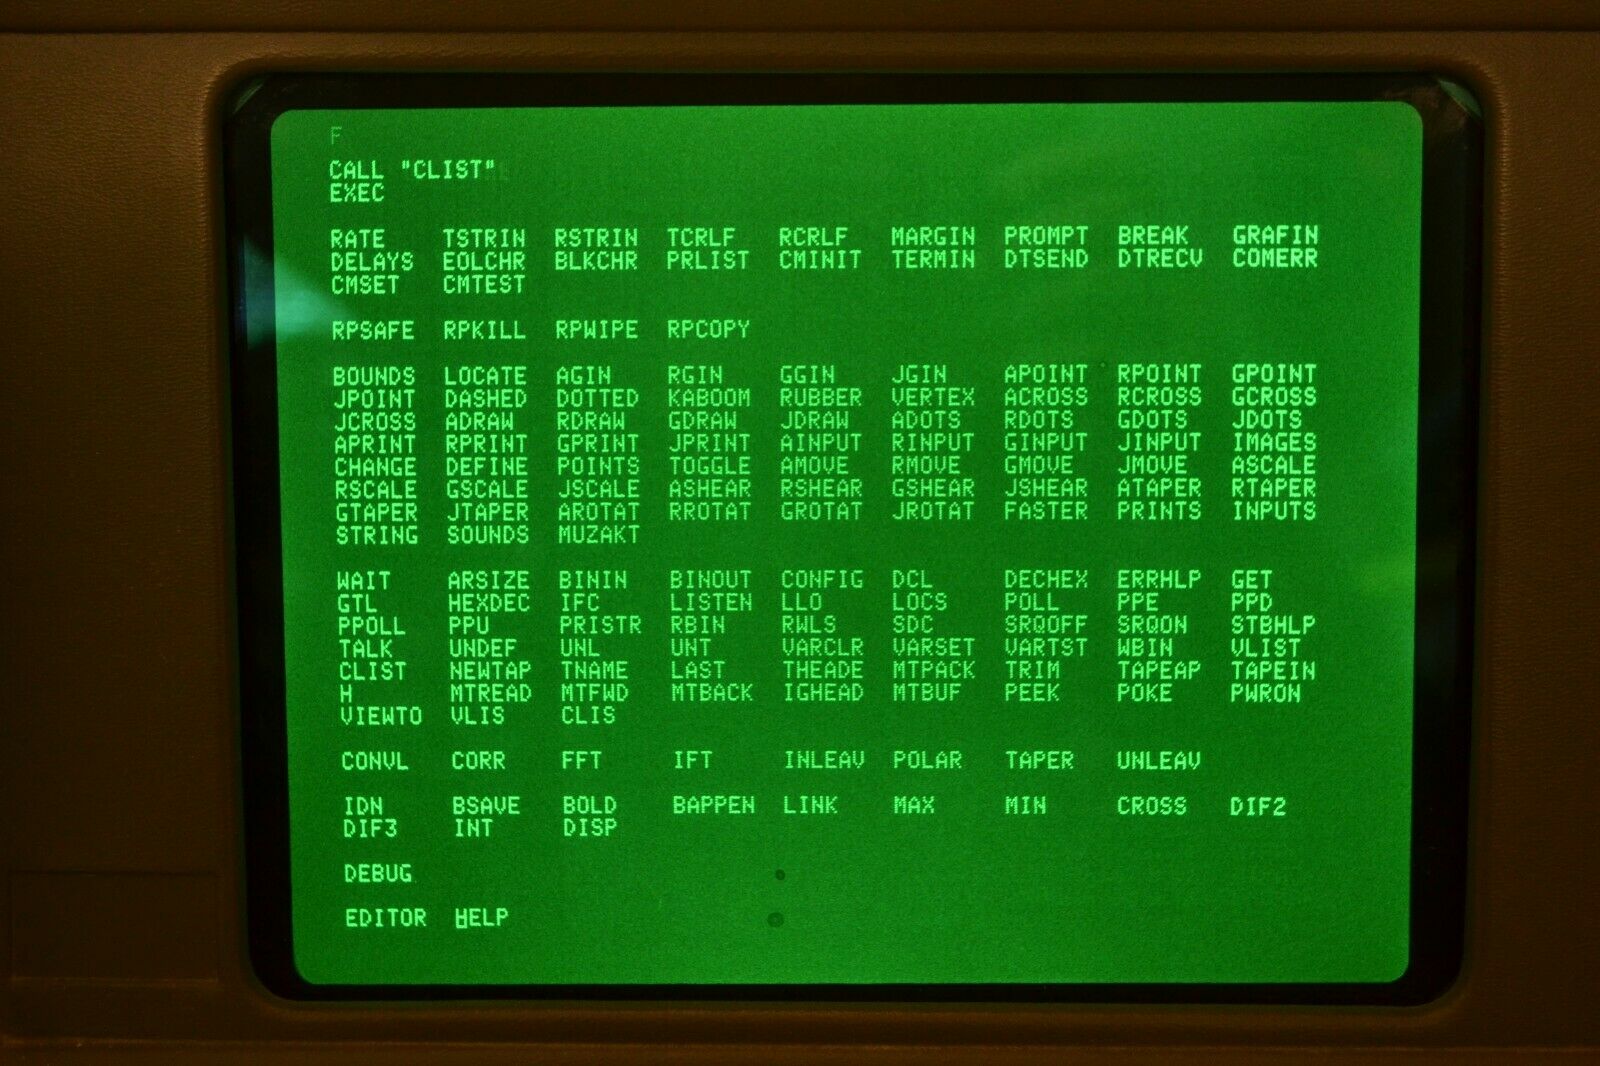 F
CALL "CLIST"
EXEC
RATE TSTRIN RSTRIN TCRLF RCRLF MARGIN PROMPT BREAK GRAFIN
DELAYS EOLCHR BLKCHR PRLIST CMINIT TERMIN DTSEND DTRECV COMERR
CMSET CMTEST
RPSAFE RPKILL RPWIPE RPCOPY
BOUNDS LOCATE AGIN RGIN GGIN JGIN APOINT RPOINT GPOINT
JPOINT DASHED DOTTED KABOOM RUBBER VERTEX ACROSS RCROSS GCROSS
JCROSS ADRAW RDRAW GDRAW JDRAW ADOTS RDOTS GDOTS JDOTS
APRINT RPRINT GPRINT JPRINT AINPUT RINPUT GINPUT JINPUT IMAGES
CHANGE DEFINE POINTS TOGGLE AMOVE RMOVE GMOVE JMOVE ASCALE
RSCALE GSCALE JSCALE ASHEAR RSHEAR GSHEAR JSHEAR ATAPER RTAPER
GTAPER JTAPER AROTAT RROTAT GROTAT JROTAT FASTER PRINTS INPUTS
STRING SOUNDS MUZAKT
WAIT ARSIZE BININ BINOUT CONFIG DCL DECHEX ERRHLP GET
GTL HEXDEC IFC LISTEN LLO LOCS POLL PPE PPD
PPOLL PPU PRISTR RBIN RWLS SDC SRQOFF SRQON STBHLP
TALK UNDEF UNL UNT VARCLR VARSET VARTST WBIN VLIST
CLIST NEWTAP TNAME LAST THEADE MTPACK TRIM TAPEAP TAPEIN
H MTREAD MTFWD MTBACK IGHEAD MTBUF PEEK POKE PWRON
VIEWTO VLIS CLIS
CONVL CORR FFT IFT INLEAV POLAR TAPER UNLEAV
IDN BSAVE BOLD BAPPEN LINK MAX MIN CROSS DIF2
DIF3 INT DISP
DEBUG
EDITOR HELP